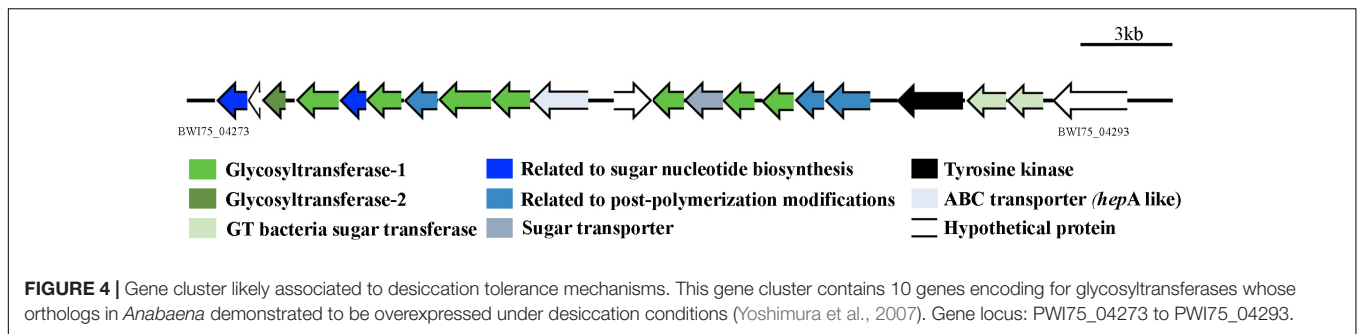 3kb
BWI75_04273
BWI75_04293
Glycosyltransferase-1
Glycosyltransferase-2
GT bacteria sugar transferase
Related to sugar nucleotide biosynthesis
Related to post-polymerization modifications
Sugar transporter
Tyrosine kinase
ABC transporter (hepA like)
Hypothetical protein
FIGURE 4 | Gene cluster likely associated to desiccation tolerance mechanisms. This gene cluster contains 10 genes encoding for glycosyltransferases whose
orthologs in Anabaena demonstrated to be overexpressed under desiccation conditions (Yoshimura et al., 2007). Gene locus: PWI75_04273 to PWI75_04293.